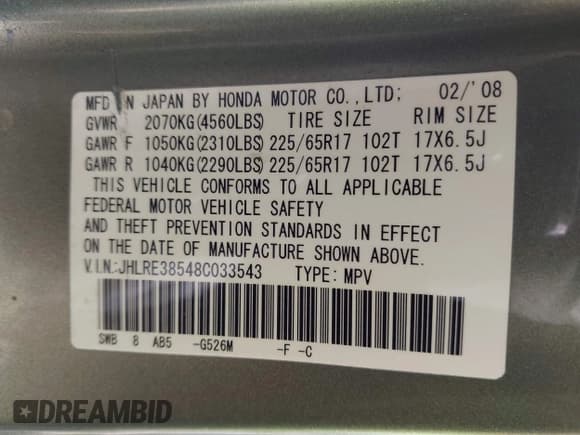 MFD IN JAPAN BY HONDA MOTOR CO.,LTD; 02/'08
GVWR 2070KG(4560LBS) TIRE SIZE RIM SIZE
GAWR F 1050KG(2310LBS) 225/65R17 102T 17X6.5J
GAWR R 1040KG(2290LBS) 225/65R17 102T 17X6.5J
THIS VEHICLE CONFORMS TO ALL APPLICABLE
FEDERAL MOTOR VEHICLE SAFETY
AND THEFT PREVENTION STANDARDS IN EFFECT
ON THE DATE OF MANUFACTURE SHOWN ABOVE.
V.I.N.:JHLRE38548C033543 TYPE: MPV
SWB 8 AB5 -G526M -F -C
DREAMBID